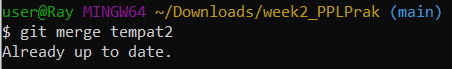 user@Ray MINGW64 ~/Downloads/week2_PPLPrak (main)
$ git merge tempat2
Already up to date.